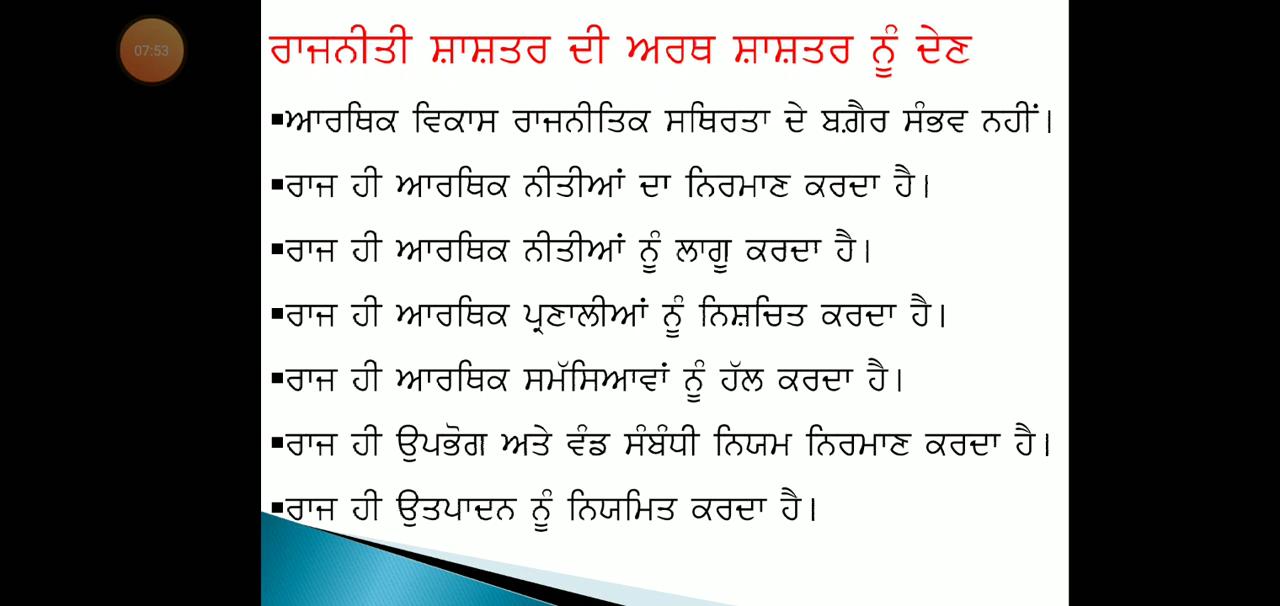 07:53
ਰਾਜਨੀਤੀ ਸ਼ਾਸ਼ਤਰ ਦੀ ਅਰਥ ਸ਼ਾਸ਼ਤਰ ਨੂੰ ਦੇਣ
▪ਆਰਥਿਕ ਵਿਕਾਸ ਰਾਜਨੀਤਿਕ ਸਥਿਰਤਾ ਦੇ ਬਗ਼ੈਰ ਸੰਭਵ ਨਹੀਂ।
▪ਰਾਜ ਹੀ ਆਰਥਿਕ ਨੀਤੀਆਂ ਦਾ ਨਿਰਮਾਣ ਕਰਦਾ ਹੈ।
▪ਰਾਜ ਹੀ ਆਰਥਿਕ ਨੀਤੀਆਂ ਨੂੰ ਲਾਗੂ ਕਰਦਾ ਹੈ।
▪ਰਾਜ ਹੀ ਆਰਥਿਕ ਪ੍ਰਣਾਲੀਆਂ ਨੂੰ ਨਿਸ਼ਚਿਤ ਕਰਦਾ ਹੈ।
▪ਰਾਜ ਹੀ ਆਰਥਿਕ ਸਮੱਸਿਆਵਾਂ ਨੂੰ ਹੱਲ ਕਰਦਾ ਹੈ।
▪ਰਾਜ ਹੀ ਉਪਭੋਗ ਅਤੇ ਵੰਡ ਸੰਬੰਧੀ ਨਿਯਮ ਨਿਰਮਾਣ ਕਰਦਾ ਹੈ।
▪ਰਾਜ ਹੀ ਉਤਪਾਦਨ ਨੂੰ ਨਿਯਮਿਤ ਕਰਦਾ ਹੈ।